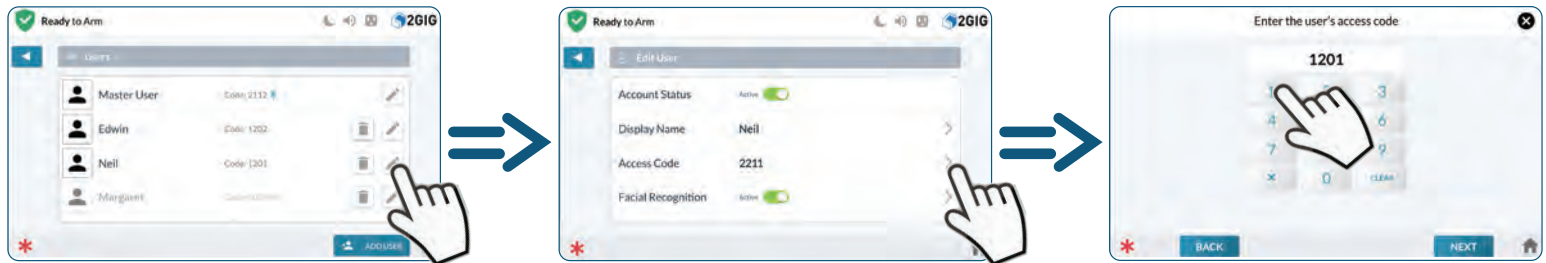 Ready to Arm
2GIG
Users
Master User
Code: 2112
Edwin
Code: 1202
Neil
Code: 1201
Margaret
ADD USER
Ready to Arm
2GIG
Edit User
Account Status
Active
Display Name
Neil
Access Code
2211
Facial Recognition
Active
Enter the user's access code
1201
1
3
4
6
7
9
0
CLEAR
BACK
NEXT